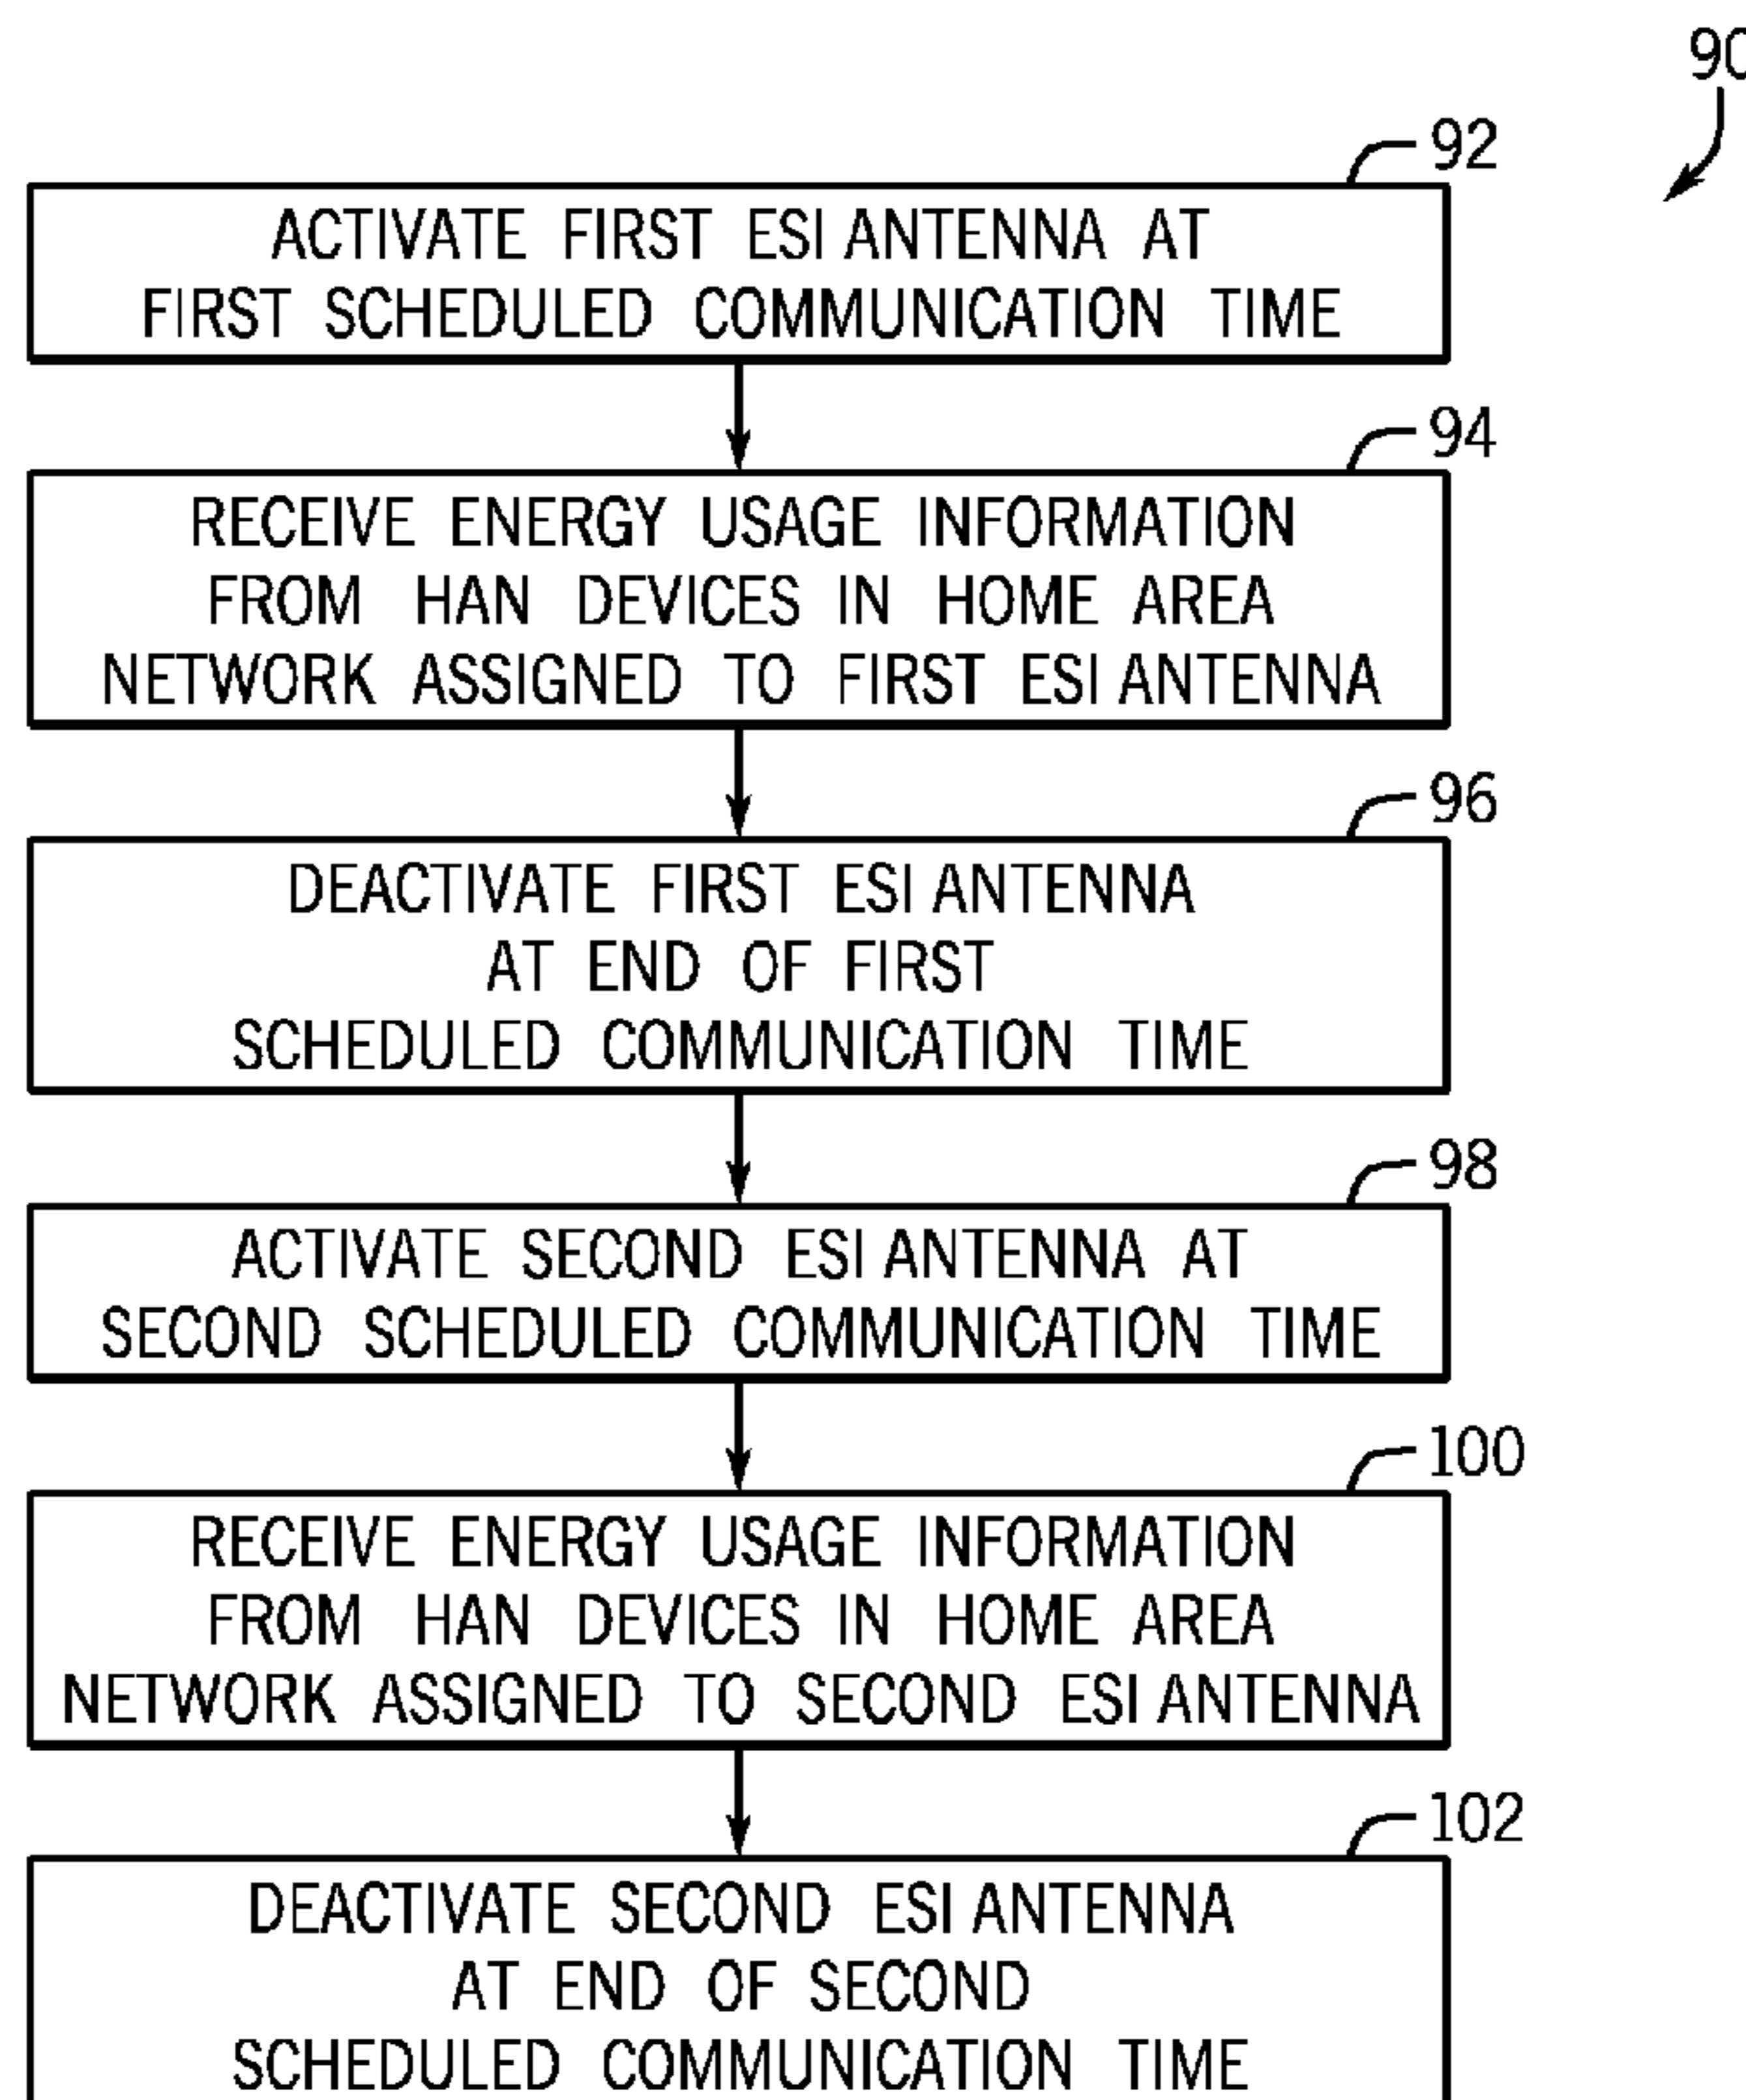 90
92
ACTIVATE FIRST ESI ANTENNA AT
FIRST SCHEDULED COMMUNICATION TIME
94
RECEIVE ENERGY USAGE INFORMATION
FROM HAN DEVICES IN HOME AREA
NETWORK ASSIGNED TO FIRST ESI ANTENNA
96
DEACTIVATE FIRST ESI ANTENNA
AT END OF FIRST
SCHEDULED COMMUNICATION TIME
98
ACTIVATE SECOND ESI ANTENNA AT
SECOND SCHEDULED COMMUNICATION TIME
100
RECEIVE ENERGY USAGE INFORMATION
FROM HAN DEVICES IN HOME AREA
NETWORK ASSIGNED TO SECOND ESI ANTENNA
102
DEACTIVATE SECOND ESI ANTENNA
AT END OF SECOND
SCHEDULED COMMUNICATION TIME